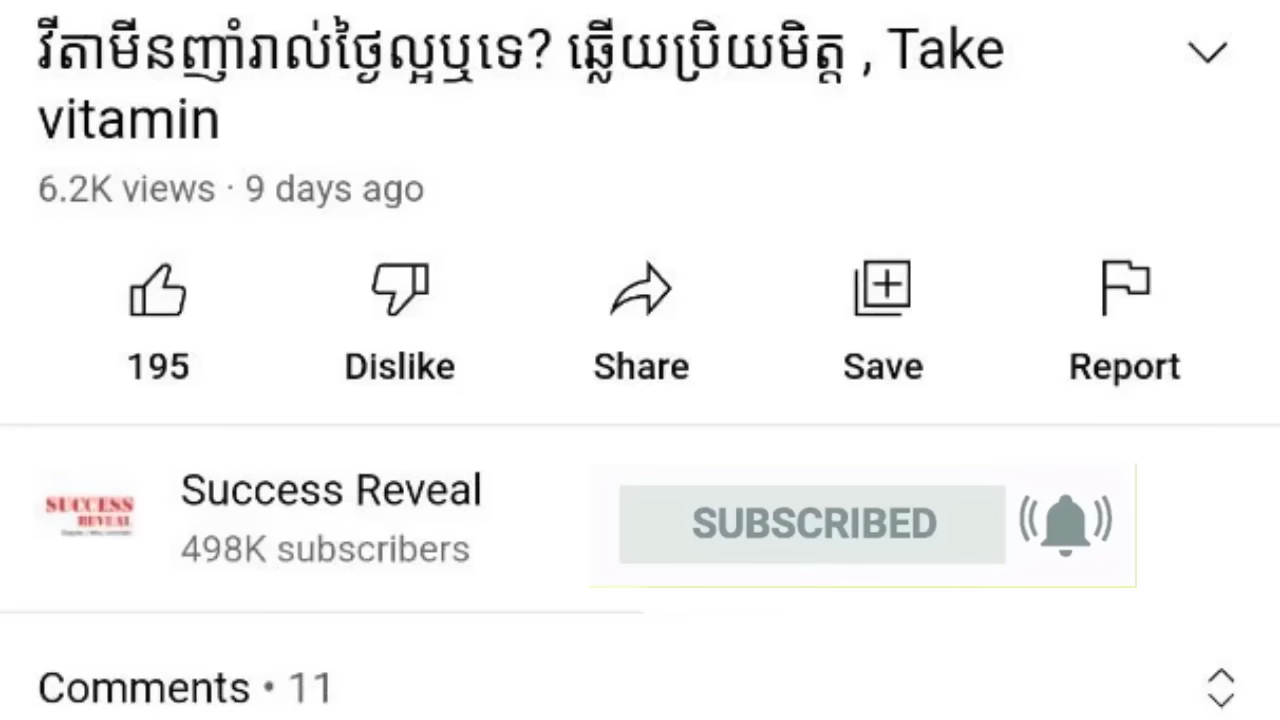 វីតាមីនញ៉ាំរាល់ថ្ងៃល្អឬទេ? ឆ្លើយប្រិយមិត្ត , Take
vitamin
6.2K views · 9 days ago
195
Dislike
Share
Save
Report
SUCCESS
REVEAL
Success Reveal
498K subscribers
SUBSCRIBED
Comments • 11